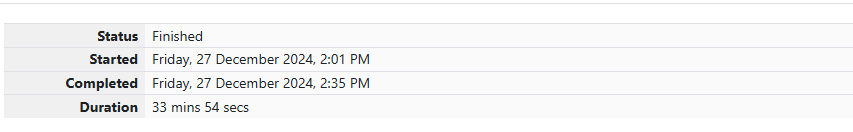 Status Finished
Started Friday, 27 December 2024, 2:01 PM
Completed Friday, 27 December 2024, 2:35 PM
Duration 33 mins 54 secs